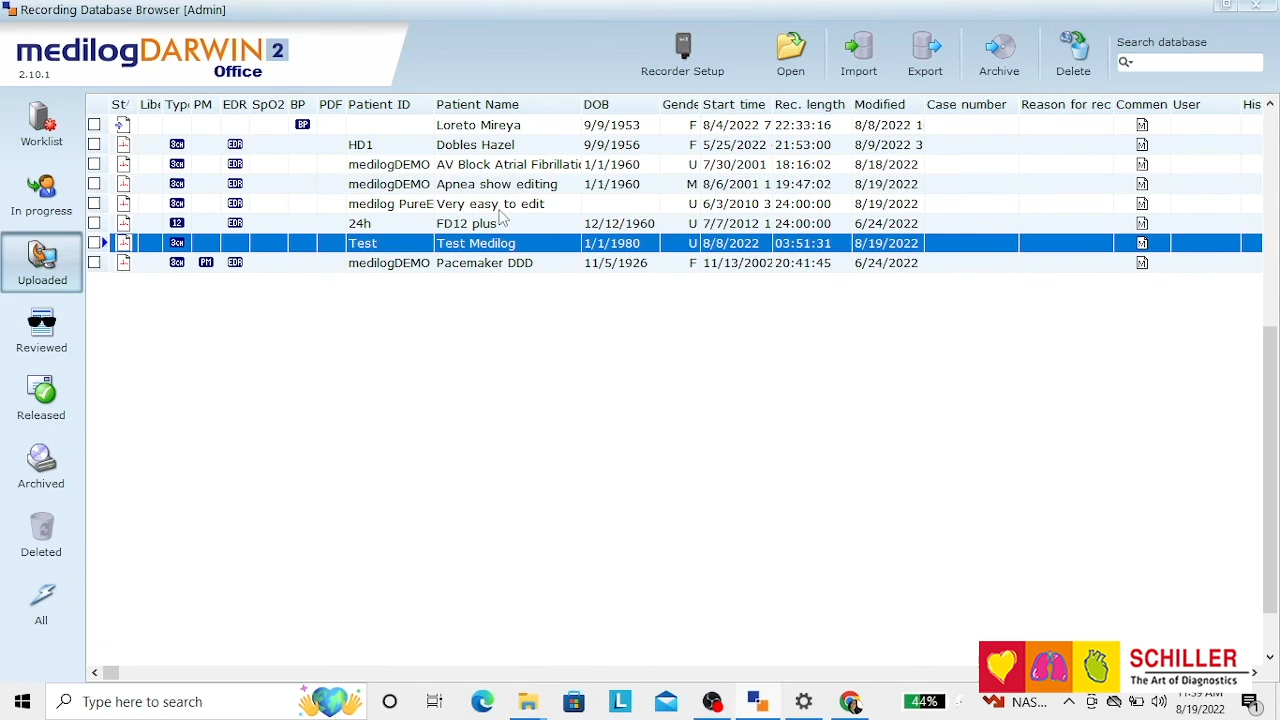 Recording Database Browser [Admin]
medilogDARWIN 2
Office
2.10.1
Recorder Setup
Open
Import
Export
Archive
Delete
Search database
Worklist
In progress
Uploaded
Reviewed
Released
Archived
Deleted
All
St Libe Type PM EDR SpO2 BP PDF Patient ID Patient Name DOB Gende Start time Rec. length Modified Case number Reason for rec Commen User His
BP Loreto Mireya 9/9/1953 F 8/4/2022 7 22:33:16 8/8/2022 1 M
3CH EDR HD1 Dobles Hazel 9/9/1956 F 5/25/2022 21:53:00 8/9/2022 3 M
3CH EDR medilogDEMO AV Block Atrial Fibrillatio 1/1/1960 U 7/30/2001 18:16:02 8/18/2022 M
3CH EDR medilogDEMO Apnea show editing 1/1/1960 M 8/6/2001 1 19:47:02 8/18/2022 M
3CH EDR medilog PureE Very easy to edit U 6/3/2010 3 24:00:00 8/19/2022 M
12 EDR 24h FD12 plus 12/12/1960 U 7/7/2012 1 24:00:00 6/24/2022 M
3CH Test Test Medilog 1/1/1980 U 8/8/2022 03:51:31 8/19/2022 M
3CH PM EDR medilogDEMO Pacemaker DDD 11/5/1926 F 11/13/2002 20:41:45 6/24/2022 M
SCHILLER
The Art of Diagnostics
Type here to search
L
44%
NAS...
8/19/2022
1